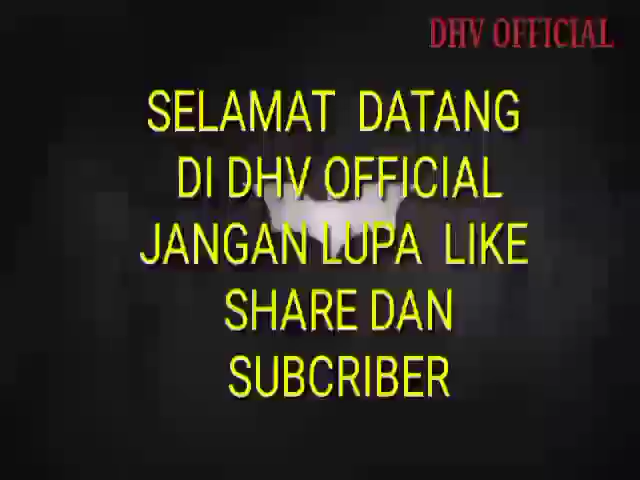 DHV OFFICIAL
SELAMAT DATANG
DI DHV OFFICIAL
JANGAN LUPA LIKE
SHARE DAN
SUBCRIBER